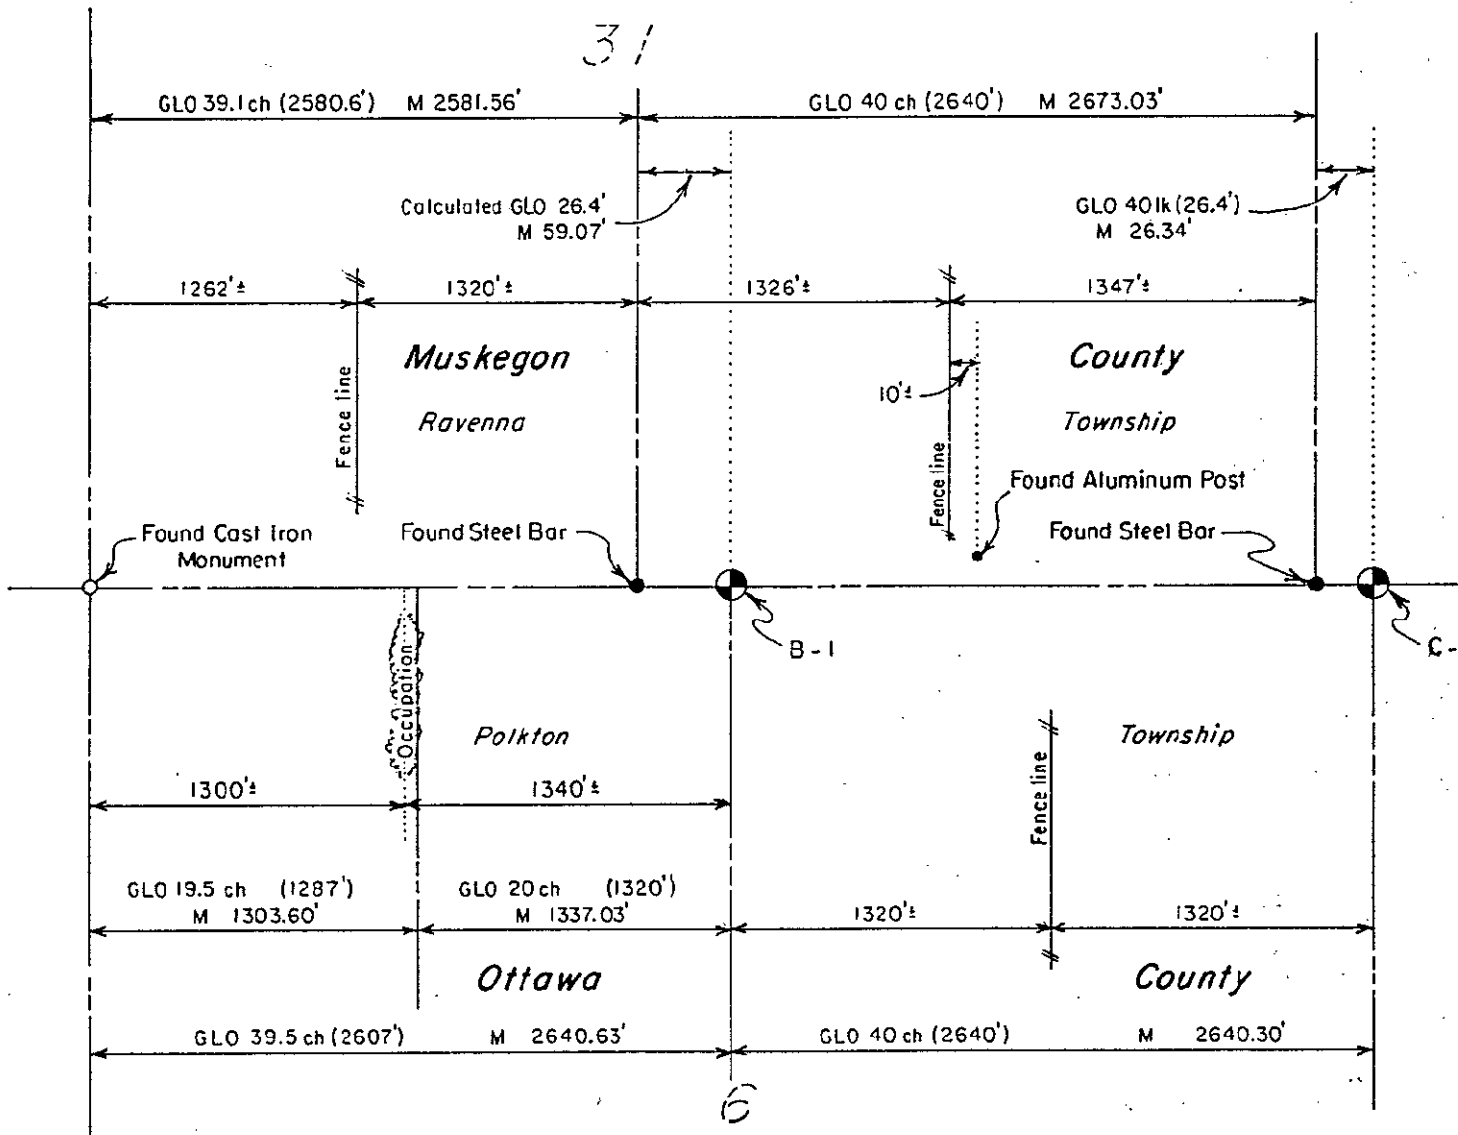 31
GLO 39.1 ch (2580.6') M 2581.56'
GLO 40 ch (2640') M 2673.03'
Calculated GLO 26.4'
M 59.07'
GLO 40 lk (26.4')
M 26.34'
1262'±
1320'±
1326'±
1347'±
Muskegon
County
10'±
Ravenna
Township
Fence line
Fence line
Found Aluminum Post
Found Cast Iron
Monument
Found Steel Bar
Found Steel Bar
B-1
C-
Occupation
Polkton
Township
Fence line
1300'±
1340'±
GLO 19.5 ch (1287')
M 1303.60'
GLO 20 ch (1320')
M 1337.03'
1320'±
1320'±
Ottawa
County
GLO 39.5 ch (2607') M 2640.63'
GLO 40 ch (2640') M 2640.30'
6